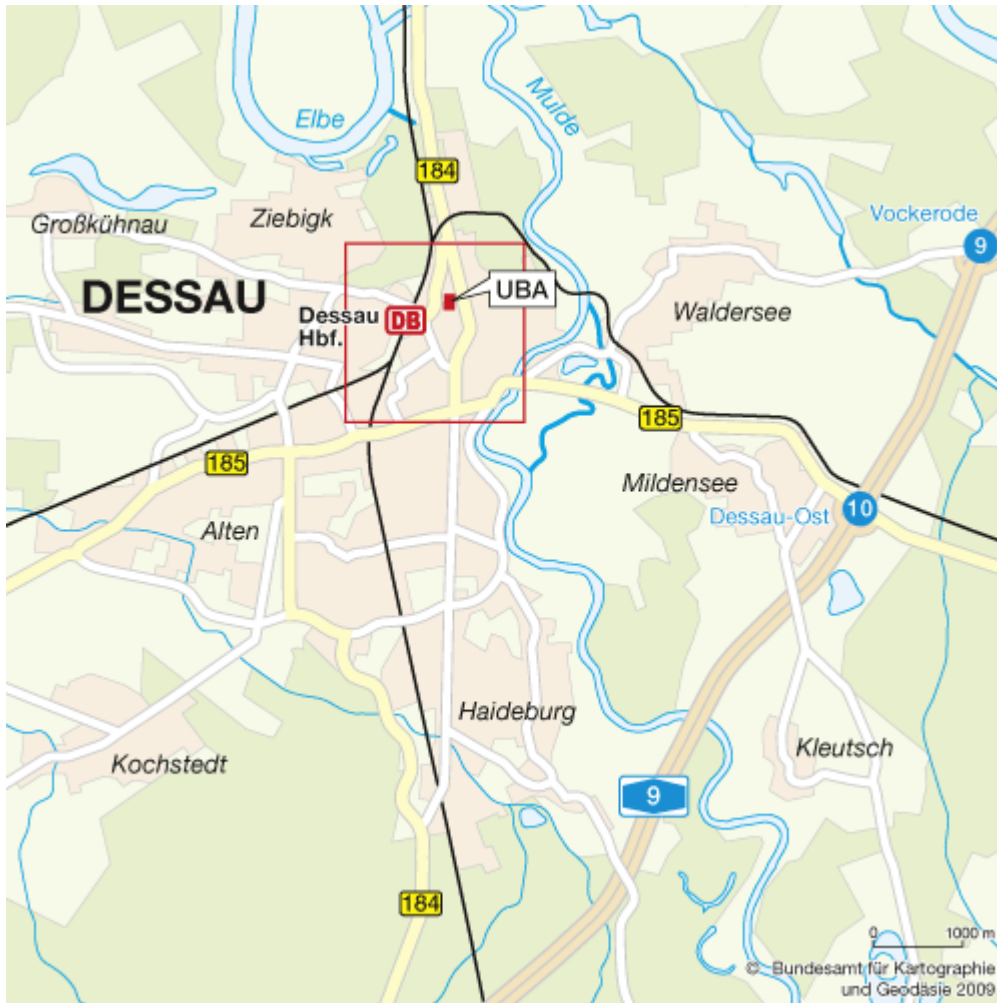 Elbe
Mulde
184
Großkühnau
Ziebigk
Vockerode
9
DESSAU
UBA
Dessau
Hbf.
DB
Waldersee
185
185
Mildensee
Alten
Dessau-Ost
10
Haideburg
Kochstedt
Kleutsch
9
184
0 1000 m
© Bundesamt für Kartographie
und Geodäsie 2009